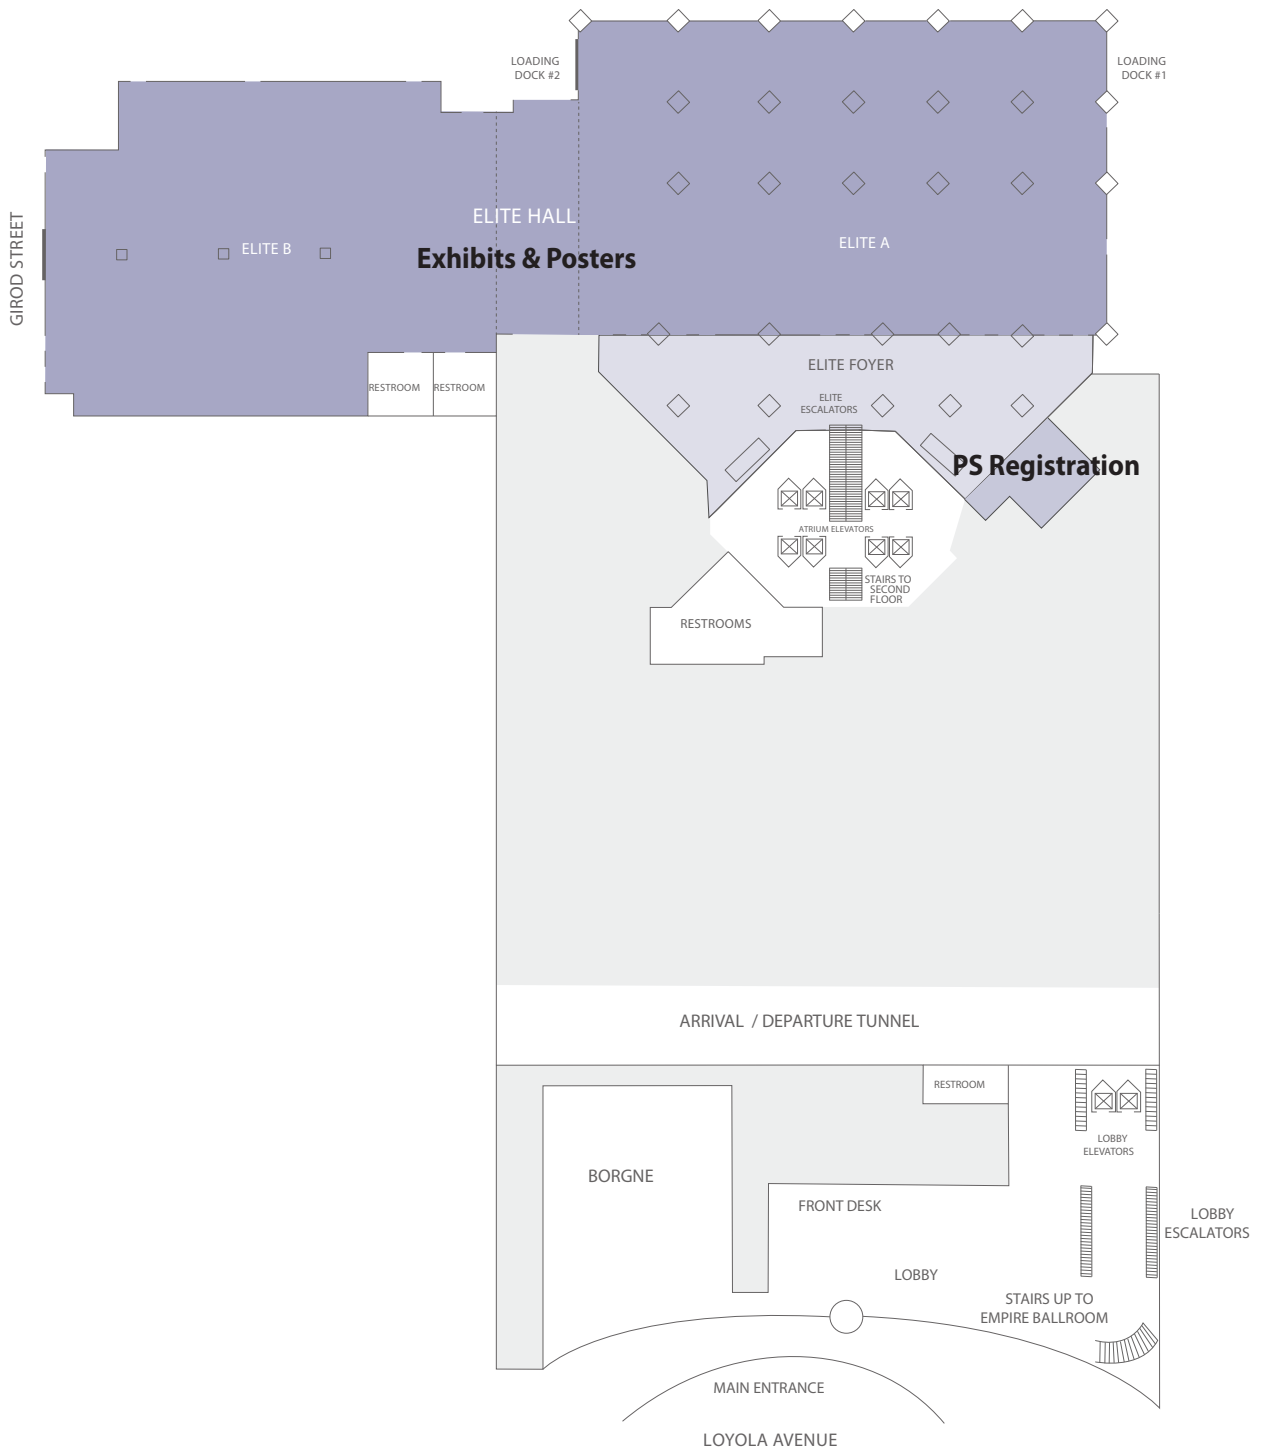 LOADING
DOCK #2
LOADING
DOCK #1
GIROD STREET
ELITE HALL
ELITE B
ELITE A
Exhibits & Posters
ELITE FOYER
RESTROOM
RESTROOM
ELITE
ESCALATORS
PS Registration
ATRIUM ELEVATORS
STAIRS TO
SECOND
FLOOR
RESTROOMS
ARRIVAL / DEPARTURE TUNNEL
RESTROOM
LOBBY
ELEVATORS
BORGNE
FRONT DESK
LOBBY
ESCALATORS
LOBBY
STAIRS UP TO
EMPIRE BALLROOM
MAIN ENTRANCE
LOYOLA AVENUE